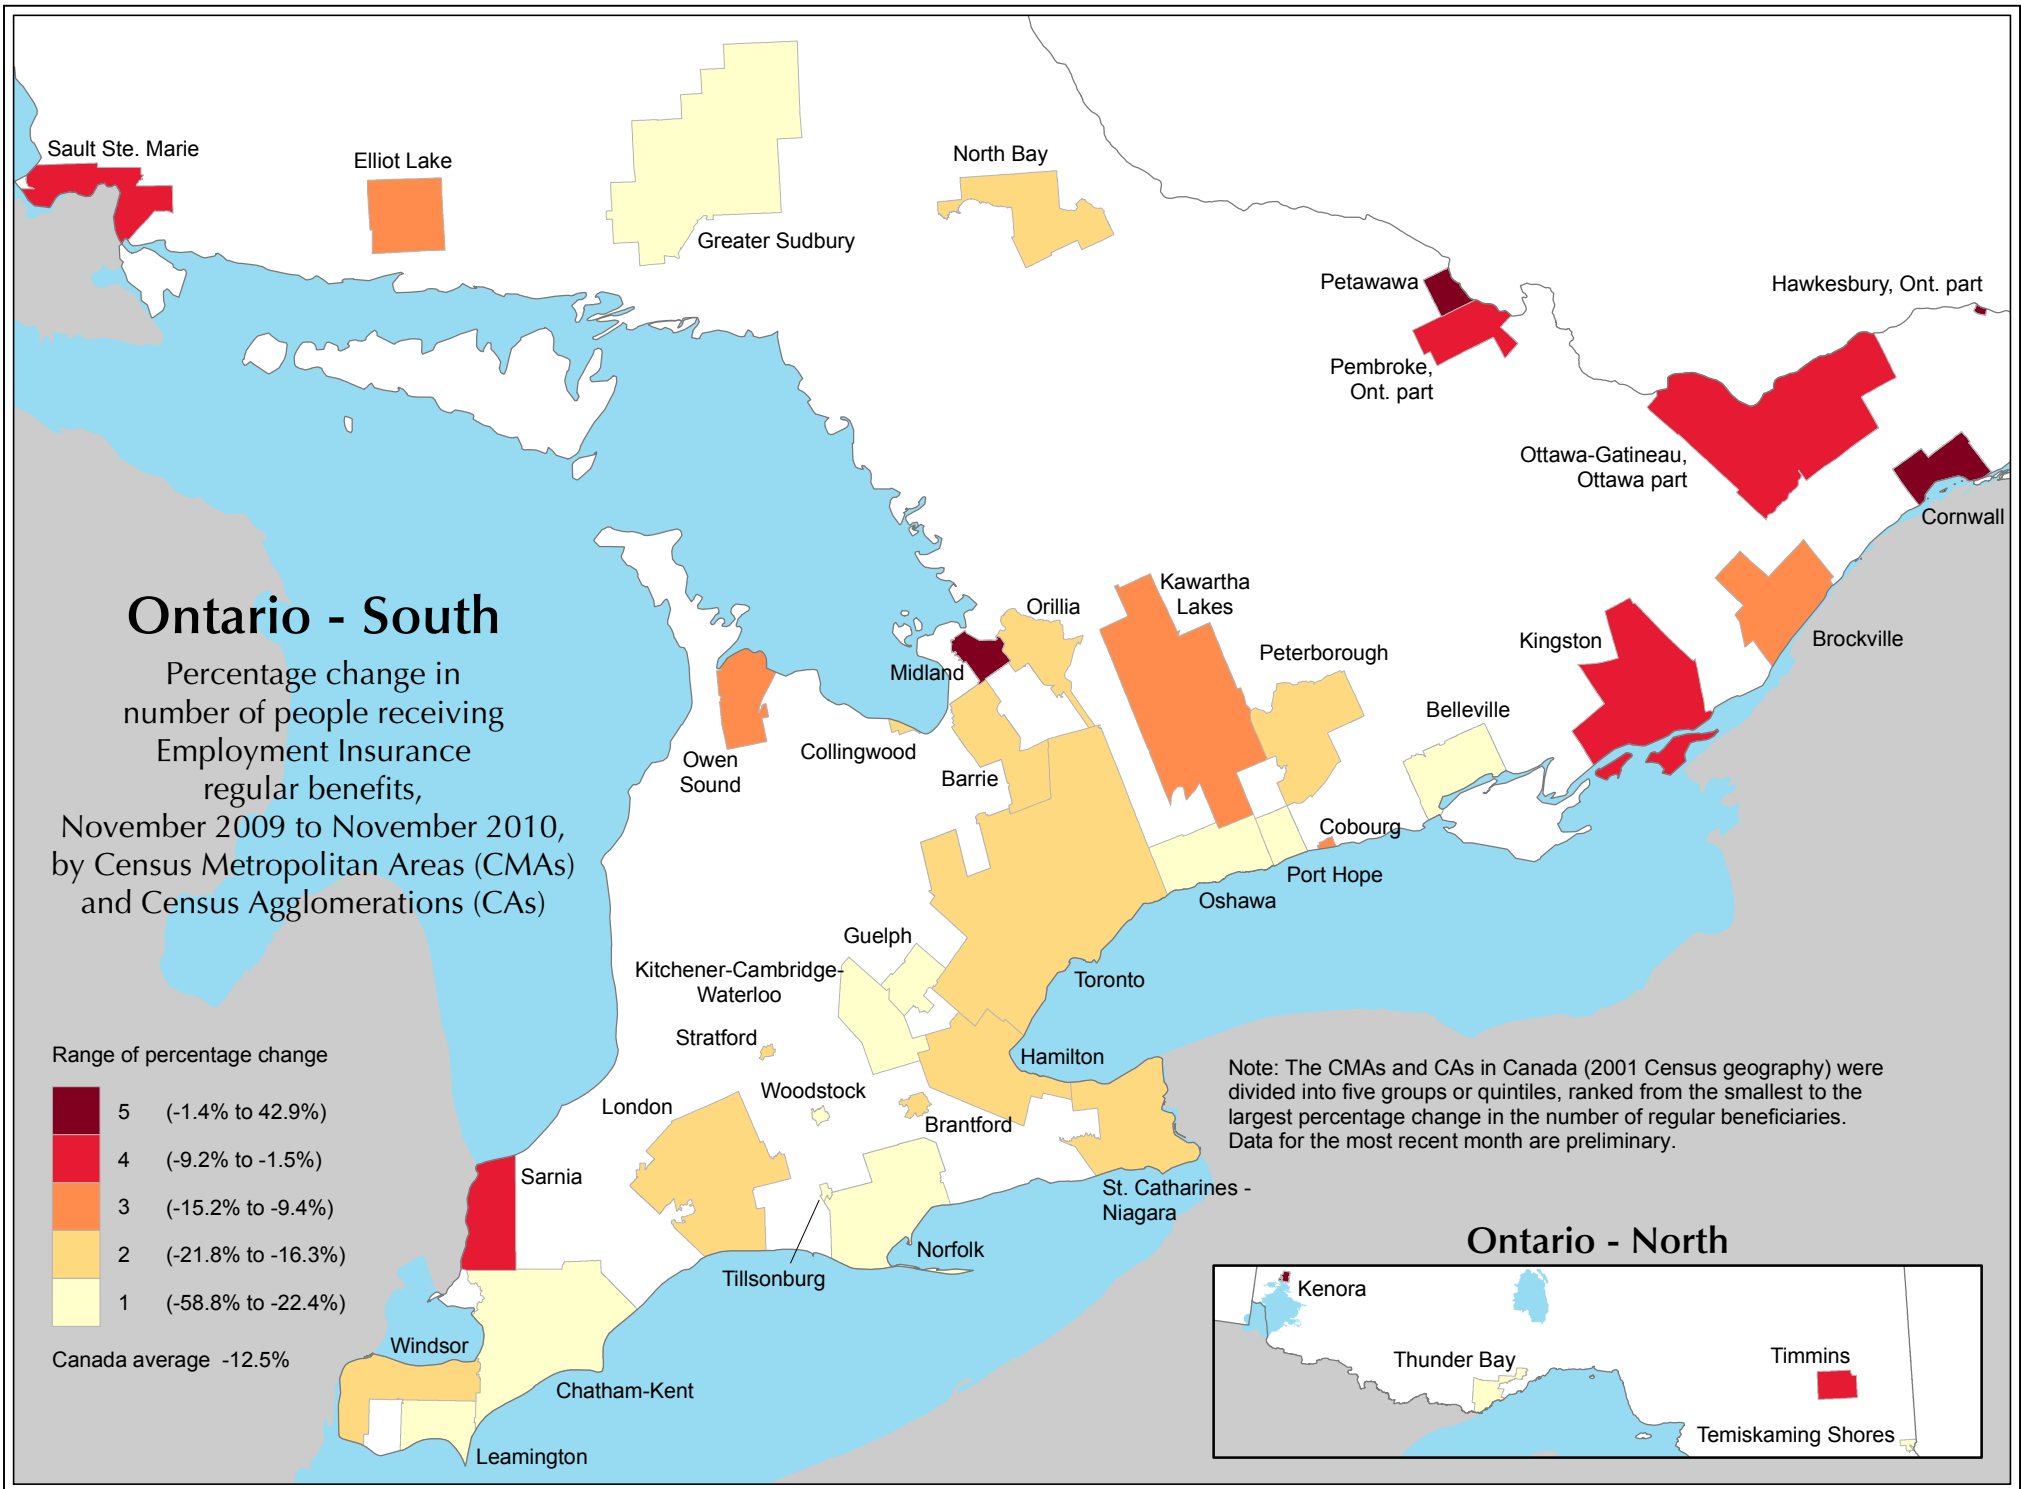 Sault Ste. Marie
Elliot Lake
Greater Sudbury
North Bay
Petawawa
Hawkesbury, Ont. part
Pembroke,
Ont. part
Ottawa-Gatineau,
Ottawa part
Cornwall
Ontario - South
Percentage change in
number of people receiving
Employment Insurance
regular benefits,
November 2009 to November 2010,
by Census Metropolitan Areas (CMAs)
and Census Agglomerations (CAs)
Kawartha
Lakes
Orillia
Midland
Peterborough
Kingston
Brockville
Belleville
Owen
Sound
Collingwood
Barrie
Cobourg
Port Hope
Oshawa
Guelph
Kitchener-Cambridge-
Waterloo
Toronto
Stratford
Hamilton
Woodstock
London
Brantford
Sarnia
St. Catharines -
Niagara
Norfolk
Tillsonburg
Windsor
Chatham-Kent
Leamington
Range of percentage change
5 (-1.4% to 42.9%)
4 (-9.2% to -1.5%)
3 (-15.2% to -9.4%)
2 (-21.8% to -16.3%)
1 (-58.8% to -22.4%)
Canada average -12.5%
Note: The CMAs and CAs in Canada (2001 Census geography) were
divided into five groups or quintiles, ranked from the smallest to the
largest percentage change in the number of regular beneficiaries.
Data for the most recent month are preliminary.
Ontario - North
Kenora
Thunder Bay
Timmins
Temiskaming Shores